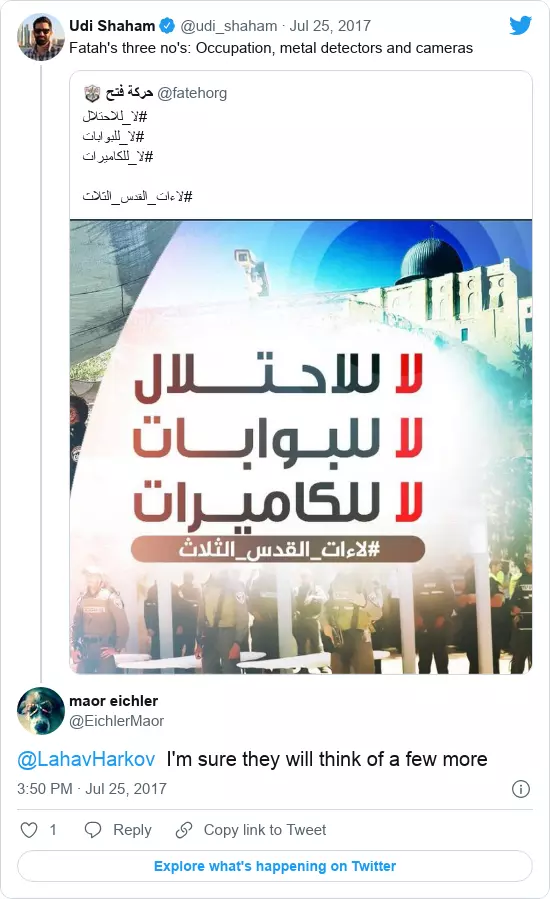 Udi Shaham @udi_shaham · Jul 25, 2017
Fatah's three no's: Occupation, metal detectors and cameras
حركة فتح @fatehorg
#لا_للاحتلال
#لا_للبوابات
#لا_للكاميرات
#لاءات_القدس_الثلاث
لا للاحتلال
لا للبوابات
لا للكاميرات
#لاءات_القدس_الثلاث
maor eichler
@EichlerMaor
@LahavHarkov I'm sure they will think of a few more
3:50 PM · Jul 25, 2017
1 Reply Copy link to Tweet
Explore what's happening on Twitter